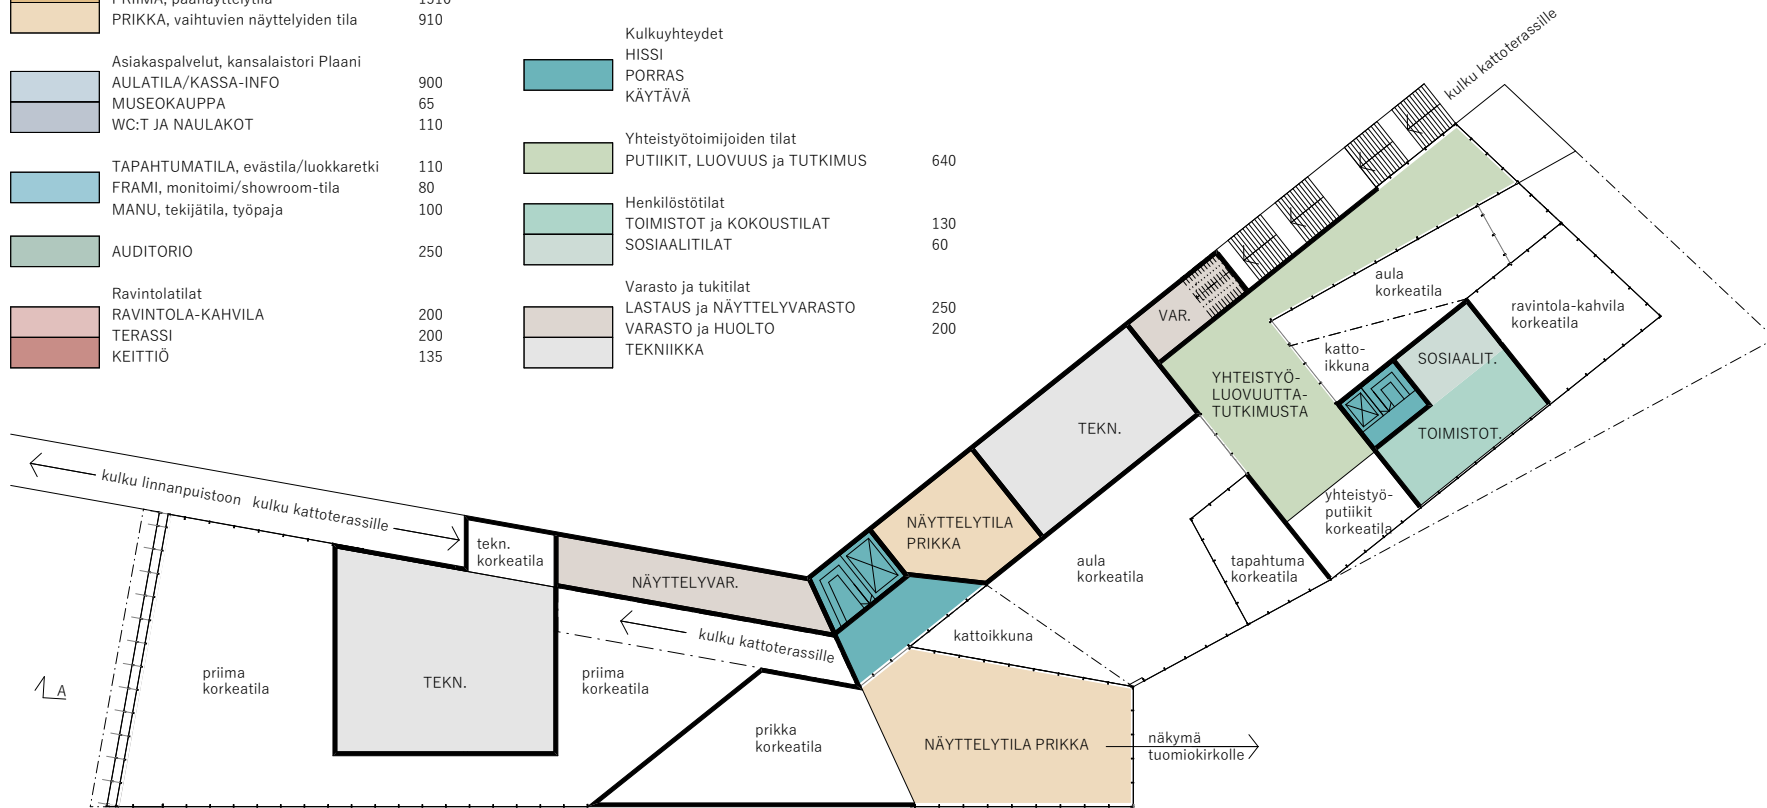 PRIIMA, päänäyttelytila 1310
PRIKKA, vaihtuvien näyttelyiden tila 910
Asiakaspalvelut, kansalaistori Plaani
AULATILA/KASSA-INFO 900
MUSEOKAUPPA 65
WC:T JA NAULAKOT 110
TAPAHTUMATILA, evästila/luokkaretki 110
FRAMI, monitoimi/showroom-tila 80
MANU, tekijätila, työpaja 100
AUDITORIO 250
Ravintolatilat
RAVINTOLA-KAHVILA 200
TERASSI 200
KEITTIÖ 135
Kulkuyhteydet
HISSI
PORRAS
KÄYTÄVÄ
Yhteistyötoimijoiden tilat
PUTIIKIT, LUOVUUS ja TUTKIMUS 640
Henkilöstötilat
TOIMISTOT ja KOKOUSTILAT 130
SOSIAALITILAT 60
Varasto ja tukitilat
LASTAUS ja NÄYTTELYVARASTO 250
VARASTO ja HUOLTO 200
TEKNIIKKA
kulku kattoterassille
aula
korkeatila
ravintola-kahvila
korkeatila
VAR.
katto-
ikkuna
SOSIAALIT.
YHTEISTYÖ-
LUOVUUTTA-
TUTKIMUSTA
TOIMISTOT.
TEKN.
kulku linnanpuistoon kulku kattoterassille
yhteistyö-
putiikit
korkeatila
NÄYTTELYTILA
PRIKKA
tekn.
korkeatila
aula
korkeatila
tapahtuma
korkeatila
NÄYTTELYVAR.
kulku kattoterassille
kattoikkuna
priima
korkeatila
TEKN.
priima
korkeatila
A
prikka
korkeatila
NÄYTTELYTILA PRIKKA
näkymä
tuomiokirkolle